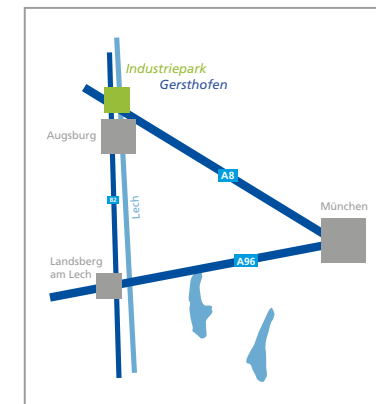 Industriepark
Gersthofen
Augsburg
A8
B2
Lech
München
Landsberg
am Lech
A96